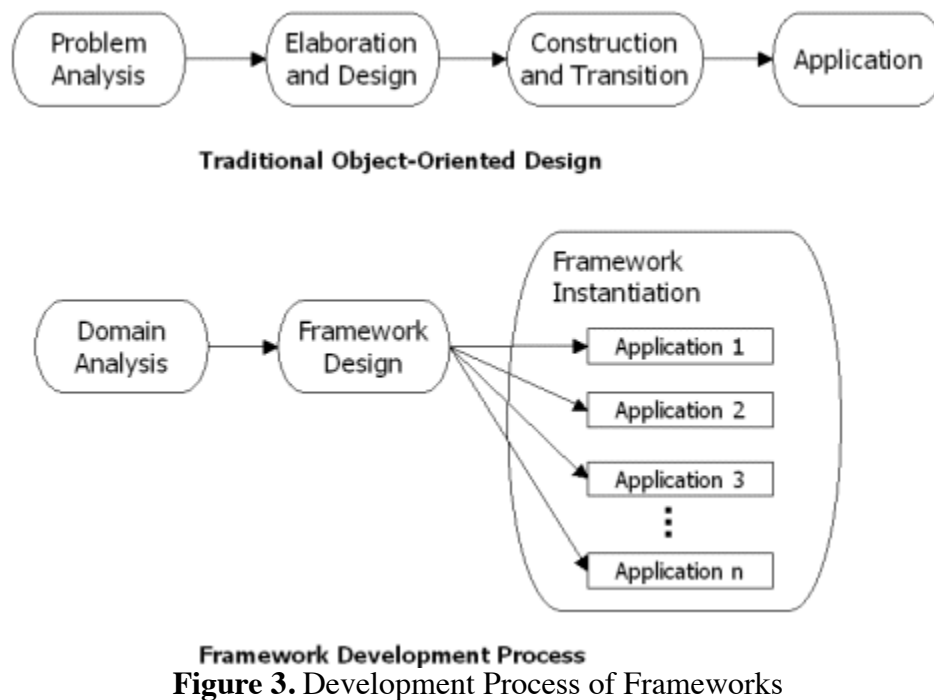 Problem
Analysis
Elaboration
and Design
Construction
and Transition
Application
Traditional Object-Oriented Design
Domain
Analysis
Framework
Design
Framework
Instantiation
Application 1
Application 2
Application 3
Application n
Framework Development Process
Figure 3. Development Process of Frameworks